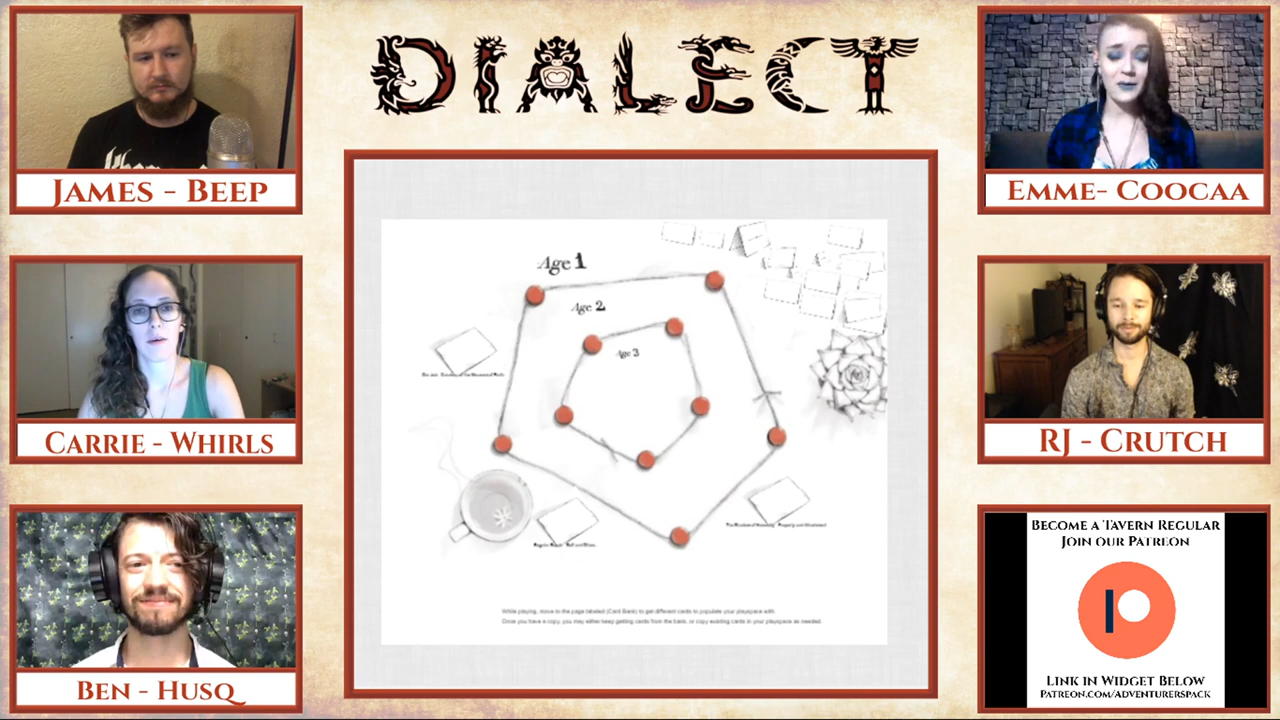 DIALECT
JAMES - BEEP
EMME- COOCAA
CARRIE - WHIRLS
RJ - CRUTCH
BEN - HUSQ
Age 1
Age 2
Age 3
While playing, move to the page labeled (Card Bank) to get different cards to populate your playspace with.
Once you have a copy, you may either keep getting cards from the bank, or copy existing cards in your playspace as needed.
BECOME A TAVERN REGULAR
JOIN OUR PATREON
LINK IN WIDGET BELOW
PATREON.COM/ADVENTURERSPACK